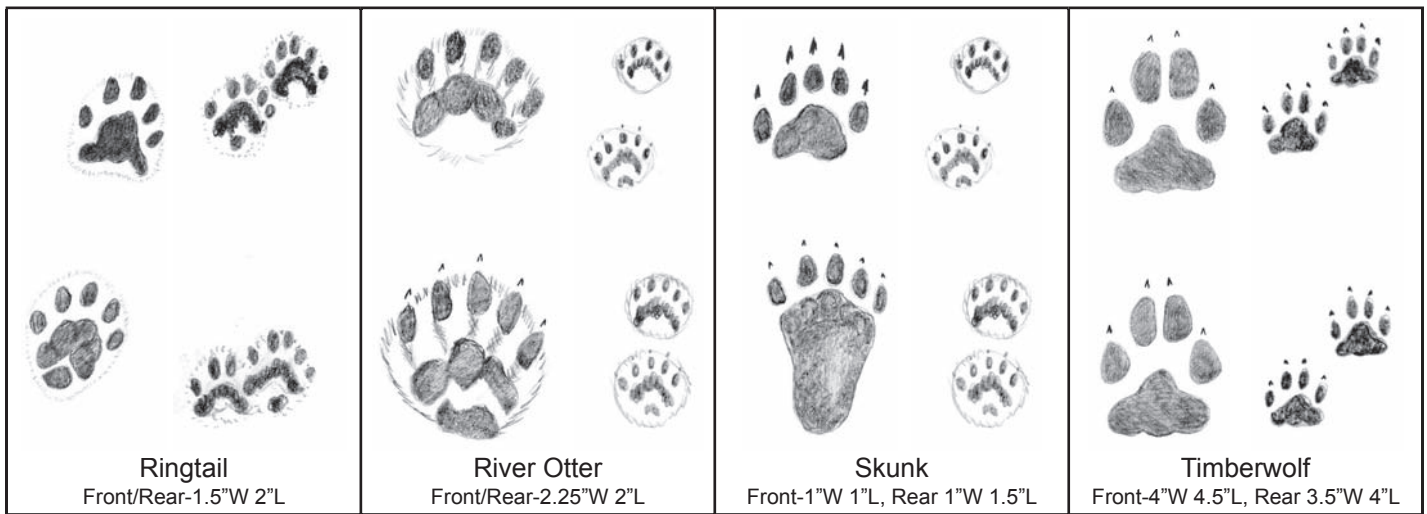 Ringtail
Front/Rear-1.5”W 2”L
River Otter
Front/Rear-2.25”W 2”L
Skunk
Front-1”W 1”L, Rear 1”W 1.5”L
Timberwolf
Front-4”W 4.5”L, Rear 3.5”W 4”L